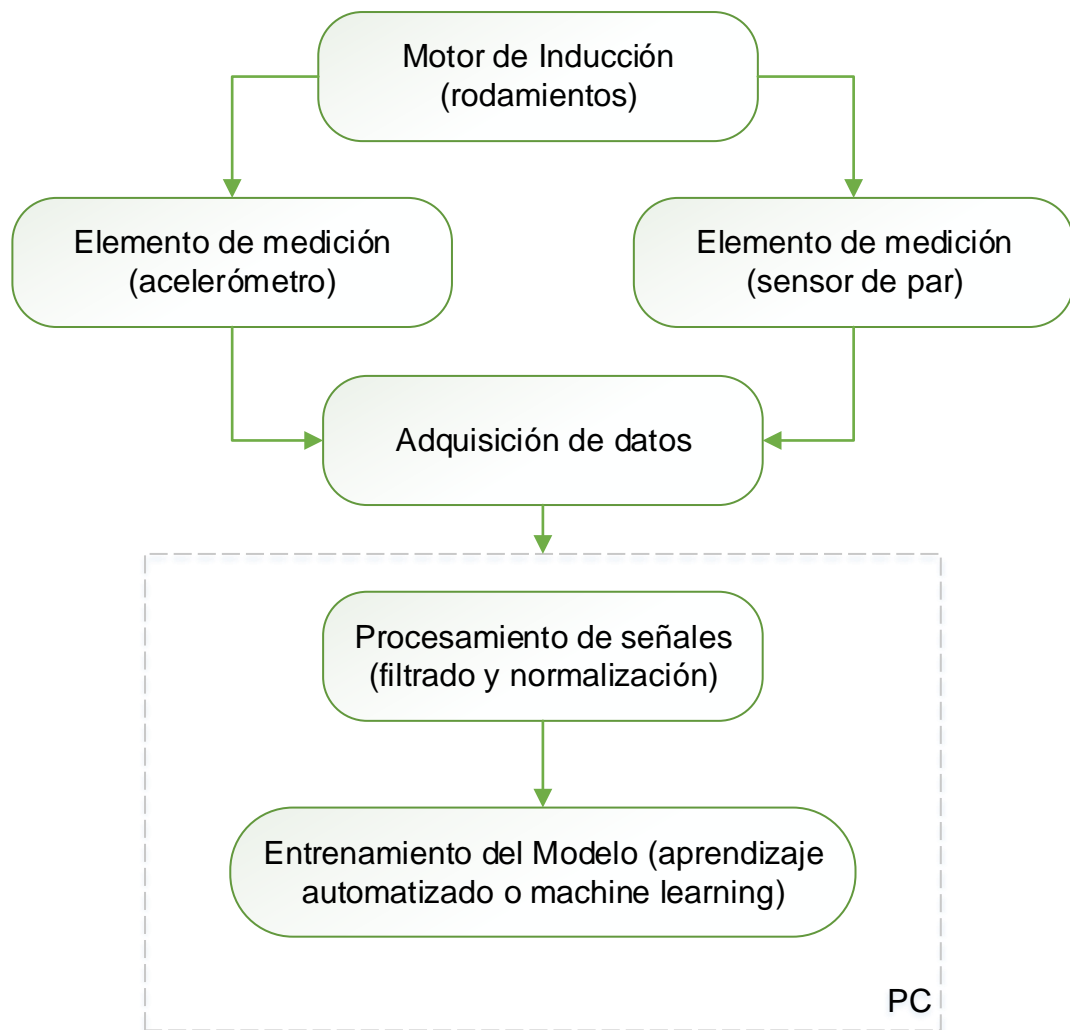 Motor de Inducción
(rodamientos)
Elemento de medición
(acelerómetro)
Elemento de medición
(sensor de par)
Adquisición de datos
Procesamiento de señales
(filtrado y normalización)
Entrenamiento del Modelo (aprendizaje
automatizado o machine learning)
PC